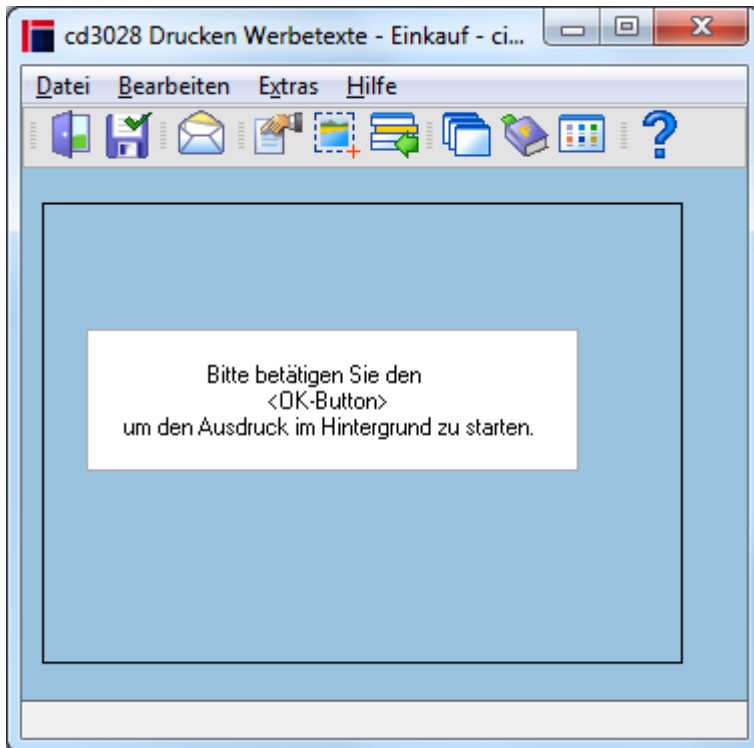 cd3028 Drucken Werbetexte - Einkauf - ci...
Datei Bearbeiten Extras Hilfe
Bitte betätigen Sie den
<OK-Button>
um den Ausdruck im Hintergrund zu starten.